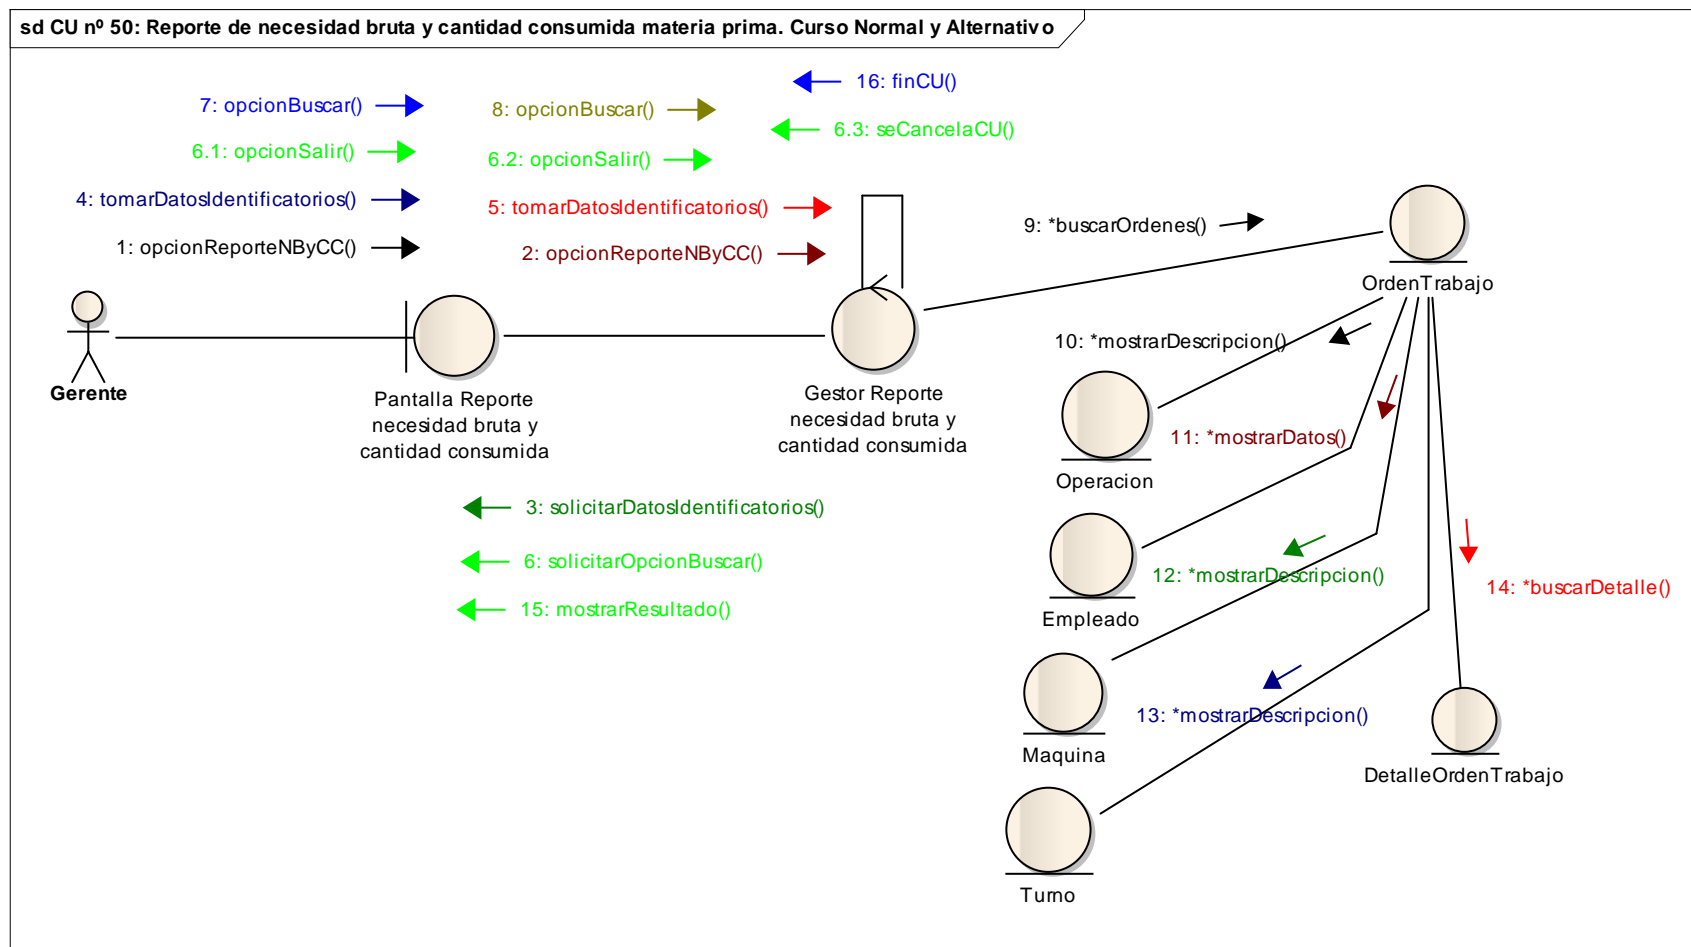 sd CU nº 50: Reporte de necesidad bruta y cantidad consumida materia prima. Curso Normal y Alternativo
16: finCU()
7: opcionBuscar()
8: opcionBuscar()
6.3: seCancelaCU()
6.1: opcionSalir()
6.2: opcionSalir()
4: tomarDatosIdentificatorios()
5: tomarDatosIdentificatorios()
9: *buscarOrdenes()
1: opcionReporteNByCC()
2: opcionReporteNByCC()
OrdenTrabajo
10: *mostrarDescripcion()
Gerente
Pantalla Reporte
necesidad bruta y
cantidad consumida
Gestor Reporte
necesidad bruta y
cantidad consumida
11: *mostrarDatos()
Operacion
3: solicitarDatosIdentificatorios()
6: solicitarOpcionBuscar()
12: *mostrarDescripcion()
14: *buscarDetalle()
15: mostrarResultado()
Empleado
13: *mostrarDescripcion()
Maquina
DetalleOrdenTrabajo
Turno